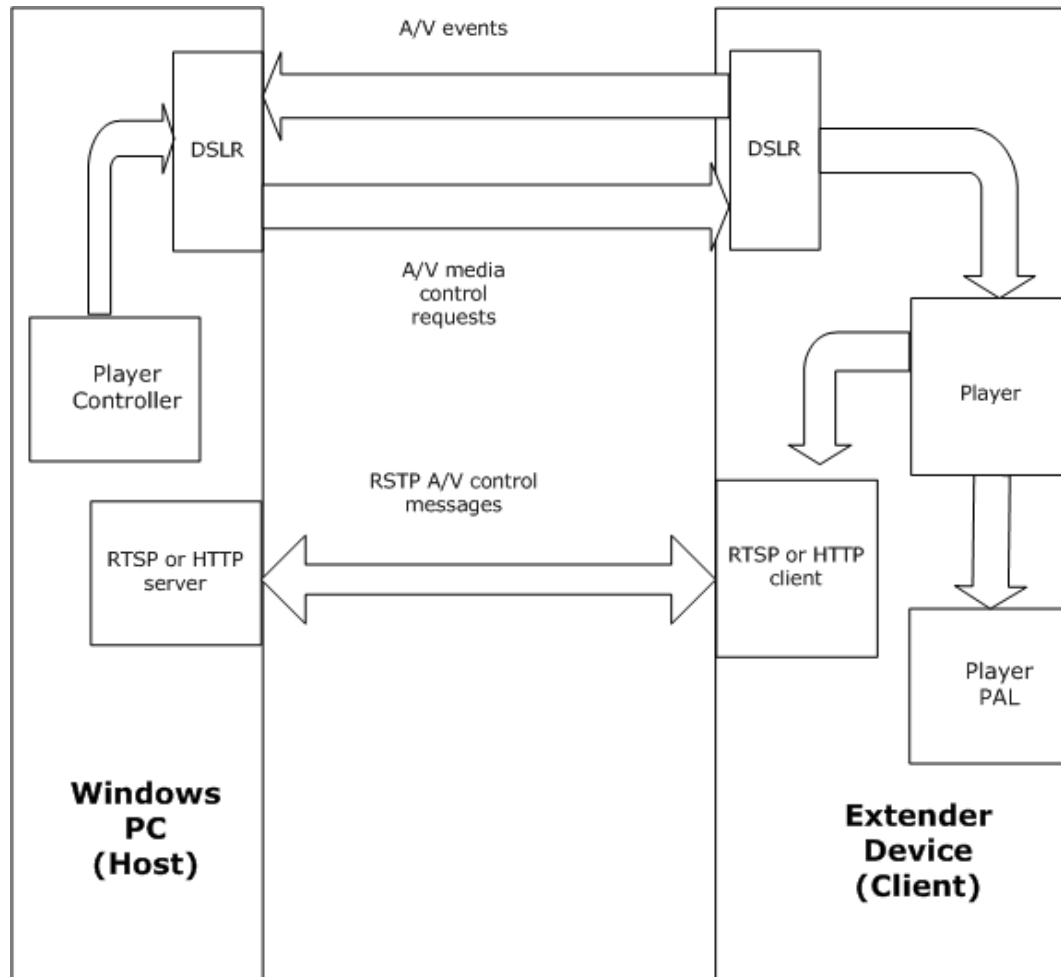 A/V events
DSLR
DSLR
A/V media
control
requests
Player
Controller
Player
RSTP A/V control
messages
RTSP or HTTP
server
RTSP or HTTP
client
Player
PAL
Windows
PC
(Host)
Extender
Device
(Client)